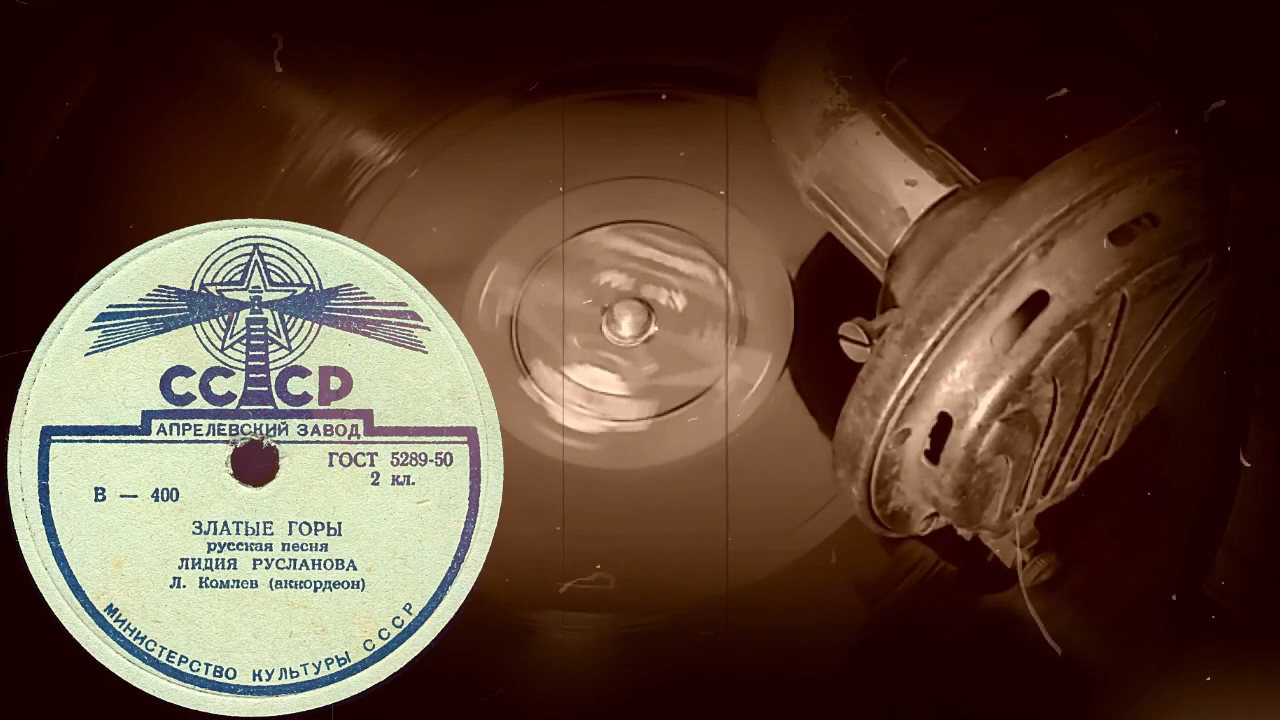 СССР
АПРЕЛЕВСКИЙ ЗАВОД
ГОСТ 5289-50
2 кл.
В — 400
ЗЛАТЫЕ ГОРЫ
русская песня
ЛИДИЯ РУСЛАНОВА
Л. Комлев (аккордеон)
МИНИСТЕРСТВО КУЛЬТУРЫ СССР